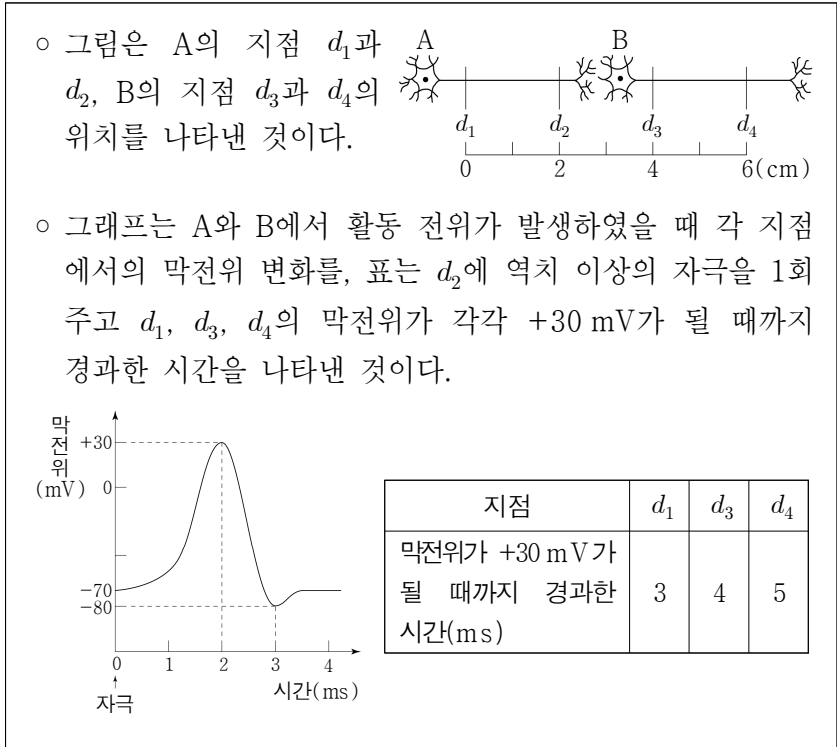 ○ 그림은 A의 지점 d₁과
d₂, B의 지점 d₃과 d₄의
위치를 나타낸 것이다.
A B
d₁ d₂ d₃ d₄
0 2 4 6(cm)
○ 그래프는 A와 B에서 활동 전위가 발생하였을 때 각 지점
에서의 막전위 변화를, 표는 d₂에 역치 이상의 자극을 1회
주고 d₁, d₃, d₄의 막전위가 각각 +30 mV가 될 때까지
경과한 시간을 나타낸 것이다.
막전위
(mV)
+30
0
-70
-80
0 1 2 3 4
시간(ms)
↑
자극
지점 d₁ d₃ d₄
막전위가 +30 mV가
될 때까지 경과한
시간(ms)
3 4 5